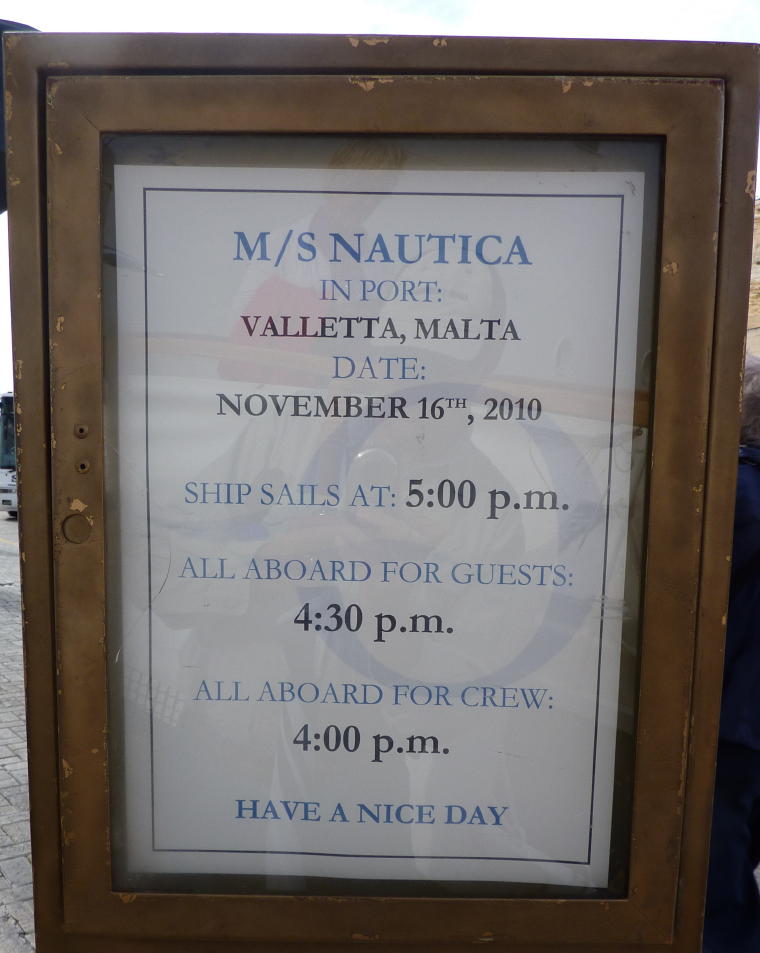 M/S NAUTICA
IN PORT:
VALLETTA, MALTA
DATE:
NOVEMBER 16TH, 2010
SHIP SAILS AT: 5:00 p.m.
ALL ABOARD FOR GUESTS:
4:30 p.m.
ALL ABOARD FOR CREW:
4:00 p.m.
HAVE A NICE DAY